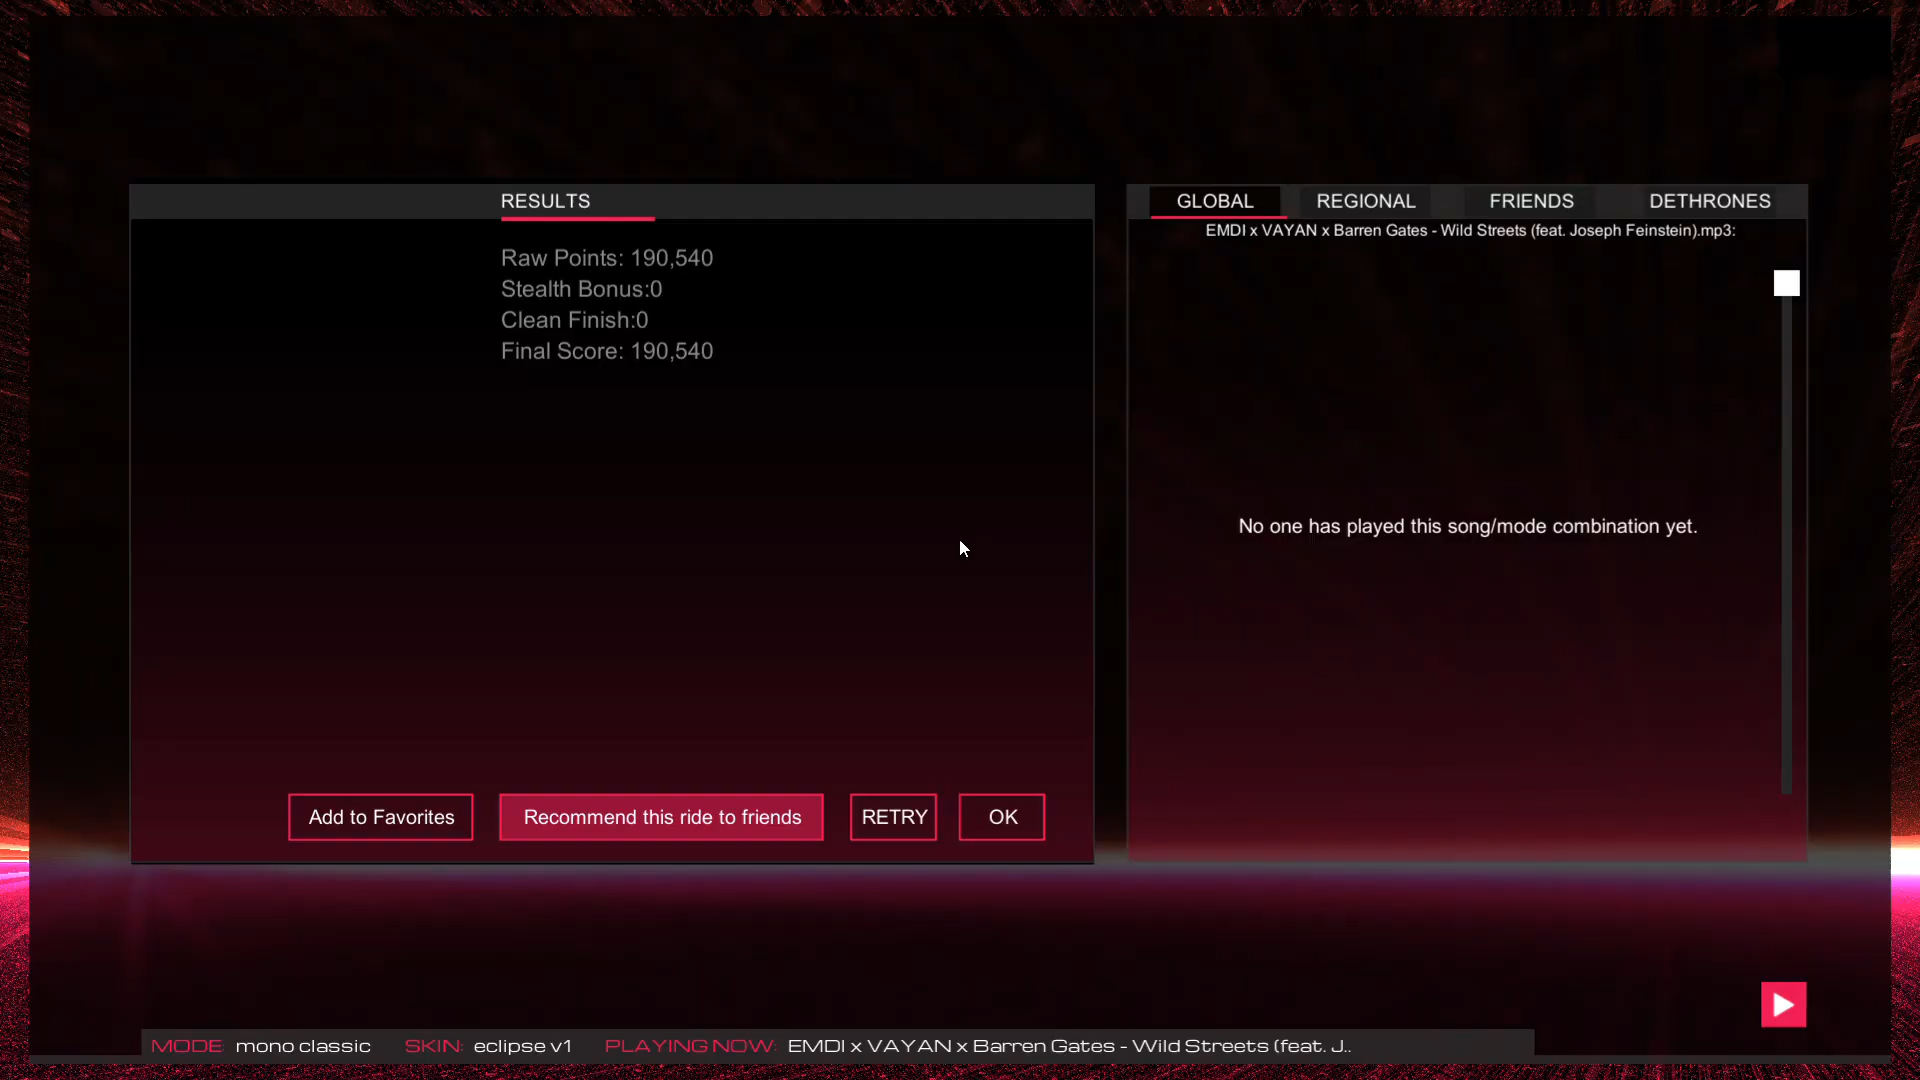 RESULTS
Raw Points: 190,540
Stealth Bonus:0
Clean Finish:0
Final Score: 190,540
Add to Favorites
Recommend this ride to friends
RETRY
OK
GLOBAL REGIONAL FRIENDS DETHRONES
EMDI x VAYAN x Barren Gates - Wild Streets (feat. Joseph Feinstein).mp3:
No one has played this song/mode combination yet.
MODE: mono classic SKIN: eclipse v1 PLAYING NOW: EMDI x VAYAN x Barren Gates - Wild Streets (feat. J..